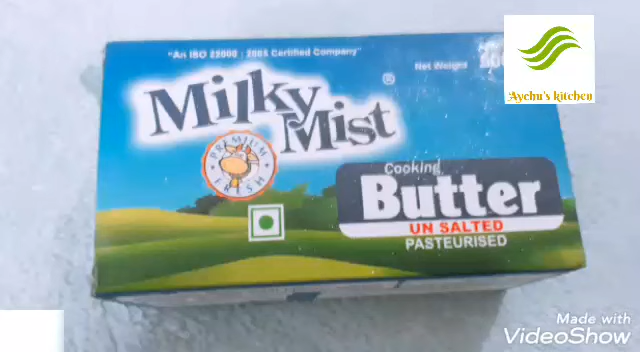 "An ISO 22000 : 2005 Certified Company"
Net Weight
Milky
Mist
®
PREMIUM
FRESH
Cooking
Butter
UN SALTED
PASTEURISED
Aychu's kitchen
Made with
VideoShow